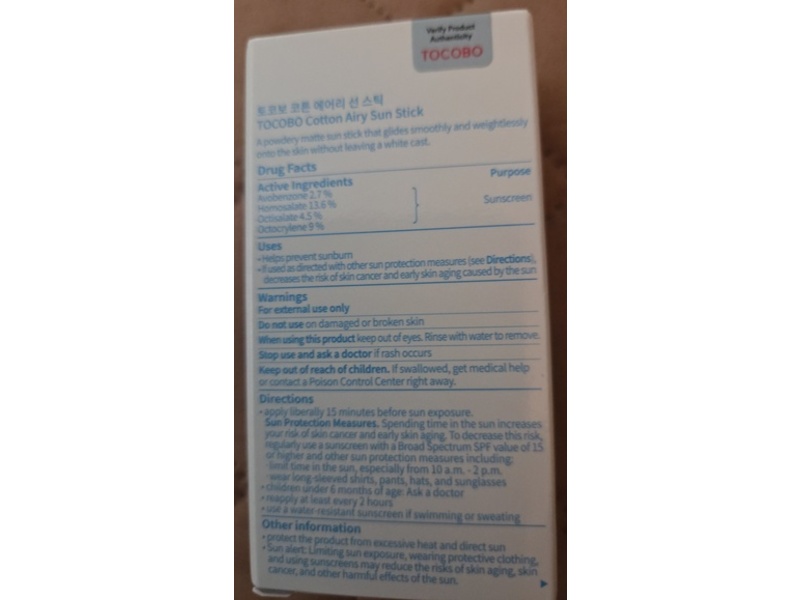 Verify Product
Authenticity
TOCOBO
토코보 코튼 에어리 선 스틱
TOCOBO Cotton Airy Sun Stick
A powdery matte sun stick that glides smoothly and weightlessly
onto the skin without leaving a white cast.
Drug Facts
Active Ingredients Purpose
Avobenzone 2.7 %
Homosalate 13.6 % Sunscreen
Octisalate 4.5 %
Octocrylene 9 %
Uses
• Helps prevent sunburn
• If used as directed with other sun protection measures (see Directions),
decreases the risk of skin cancer and early skin aging caused by the sun
Warnings
For external use only
Do not use on damaged or broken skin
When using this product keep out of eyes. Rinse with water to remove.
Stop use and ask a doctor if rash occurs
Keep out of reach of children. If swallowed, get medical help
or contact a Poison Control Center right away.
Directions
• apply liberally 15 minutes before sun exposure.
Sun Protection Measures. Spending time in the sun increases
your risk of skin cancer and early skin aging. To decrease this risk,
regularly use a sunscreen with a Broad Spectrum SPF value of 15
or higher and other sun protection measures including:
· limit time in the sun, especially from 10 a.m. - 2 p.m.
· wear long-sleeved shirts, pants, hats, and sunglasses
• children under 6 months of age: Ask a doctor
• reapply at least every 2 hours
• use a water-resistant sunscreen if swimming or sweating
Other information
• protect the product from excessive heat and direct sun
• Sun alert: Limiting sun exposure, wearing protective clothing,
and using sunscreens may reduce the risks of skin aging, skin
cancer, and other harmful effects of the sun.